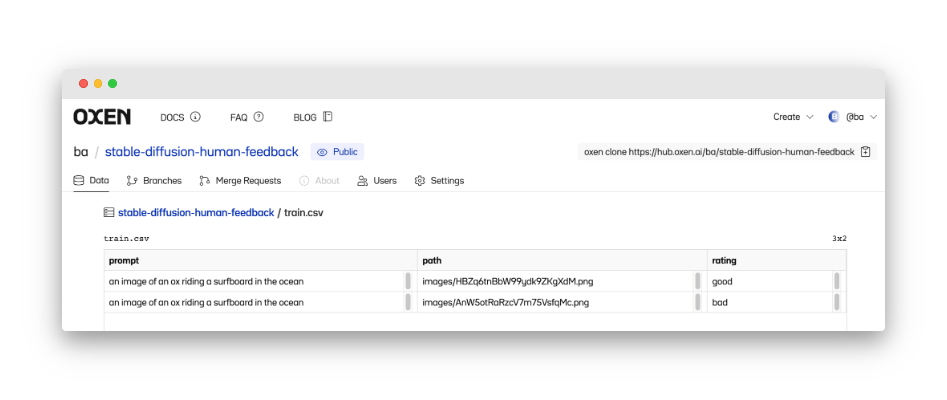 OXEN DOCS FAQ BLOG Create B @ba
ba / stable-diffusion-human-feedback Public oxen clone https://hub.oxen.ai/ba/stable-diffusion-human-feedback
Data Branches Merge Requests About Users Settings
stable-diffusion-human-feedback / train.csv
train.csv 3x2
prompt path rating
an image of an ox riding a surfboard in the ocean images/HBZq6tnBbW99ydk9ZKgXdM.png good
an image of an ox riding a surfboard in the ocean images/AnW5otRaRzcV7m75VsfqMc.png bad